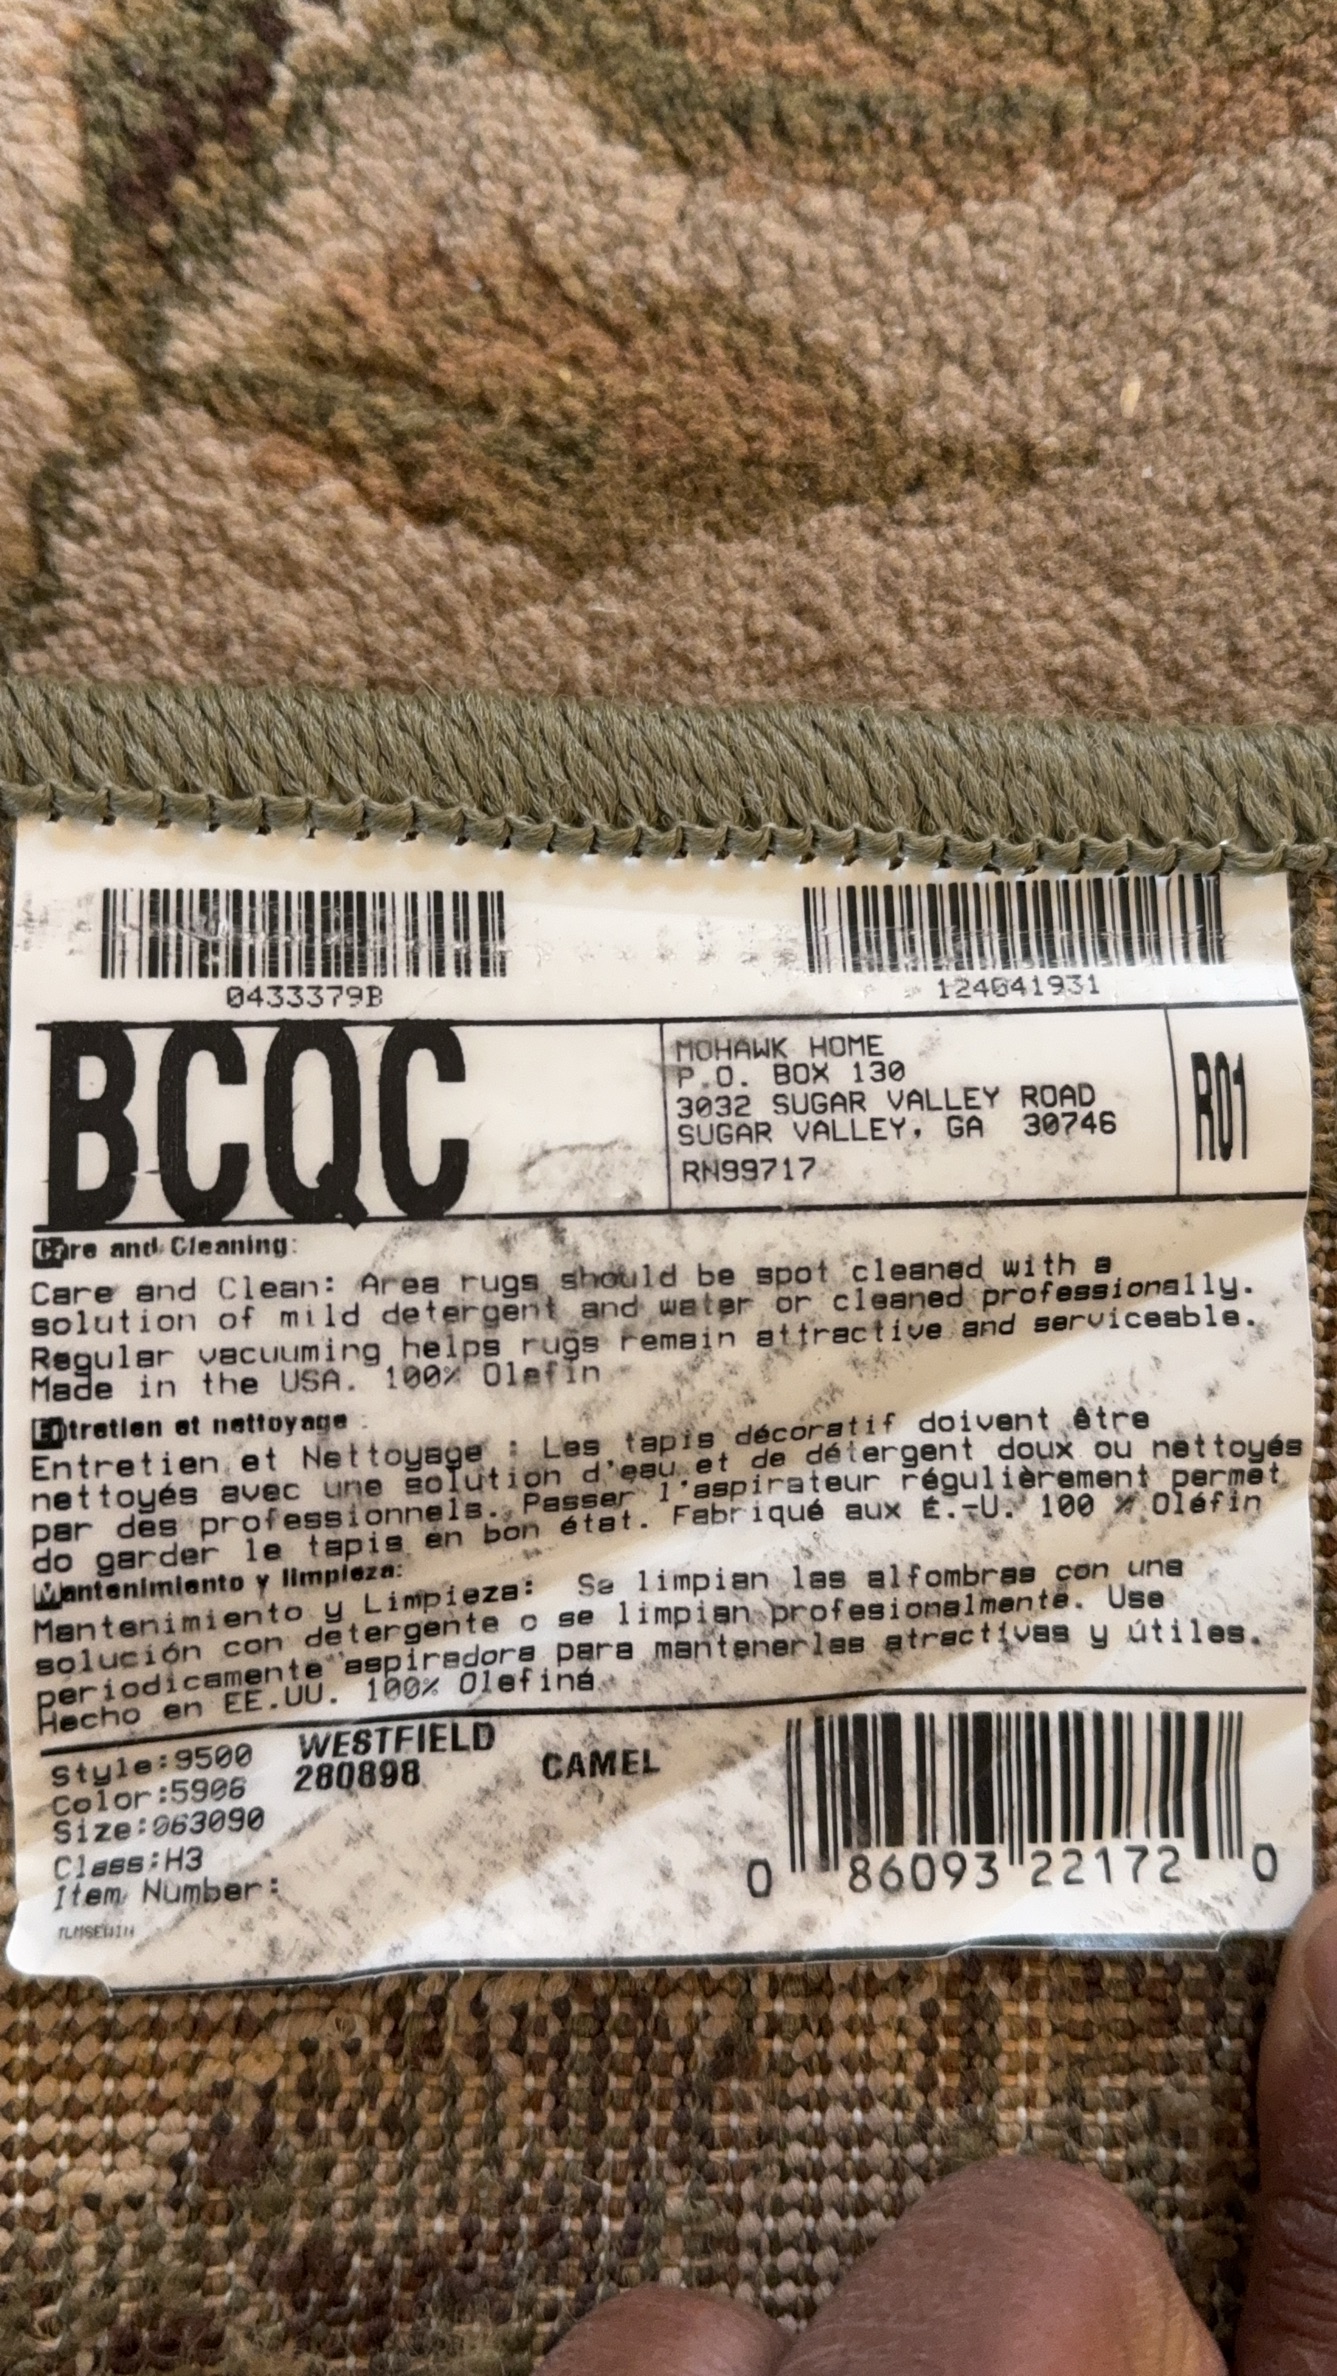 0433379B
124641931
BCQC
MOHAWK HOME
P.O. BOX 130
3032 SUGAR VALLEY ROAD
SUGAR VALLEY, GA 30746
RN99717
R01
Care and Cleaning:
Care and Clean: Area rugs should be spot cleaned with a
solution of mild detergent and water or cleaned professionally.
Regular vacuuming helps rugs remain attractive and serviceable.
Made in the USA. 100% Olefin
Entretien et nettoyage :
Entretien et Nettoyage : Les tapis décoratif doivent être
nettoyés avec une solution d'eau et de détergent doux ou nettoyés
par des professionnels. Passer l'aspirateur régulièrement permet
do garder le tapis en bon état. Fabriqué aux É.-U. 100 % Oléfin
Mantenimiento y limpieza:
Mantenimiento y Limpieza: Se limpian las alfombras con una
solución con detergente o se limpian profesionalmente. Use
periodicamente aspiradora para mantenerlas atractivas y útiles.
Hecho en EE.UU. 100% Olefina
Style:9500 WESTFIELD
Color:5906 280898 CAMEL
Size:063090
Class:H3
Item Number:
TLMSEWIN
0 86093 22172 0